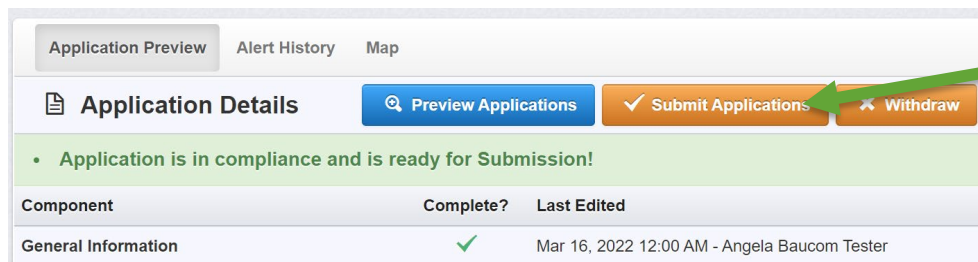 Application Preview Alert History Map
Application Details Preview Applications Submit Applications Withdraw
• Application is in compliance and is ready for Submission!
Component Complete? Last Edited
General Information Mar 16, 2022 12:00 AM - Angela Baucom Tester